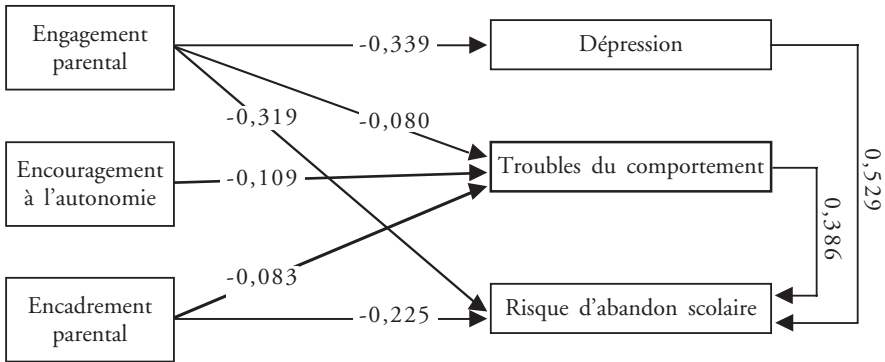 Engagement
parental
-0,339
Dépression
-0,319
-0,080
Encouragement
à l'autonomie
-0,109
Troubles du comportement
0,529
0,386
-0,083
Encadrement
parental
-0,225
Risque d'abandon scolaire